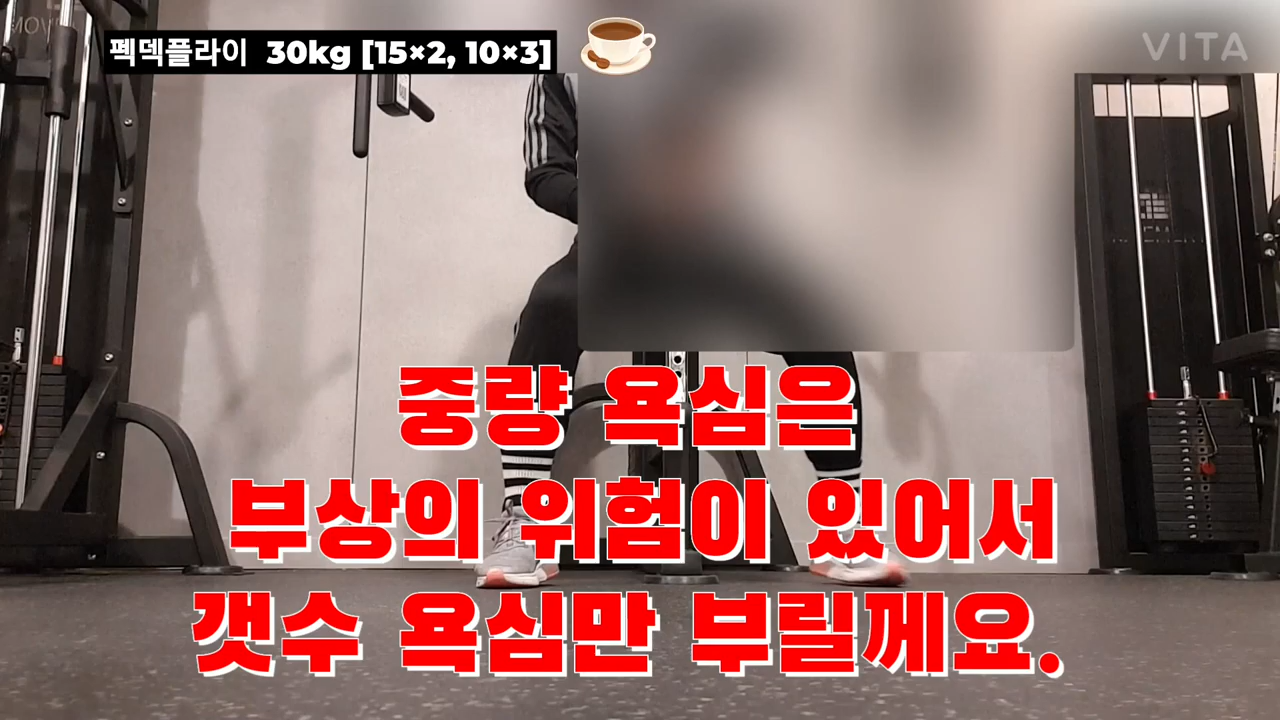 MOV
펙덱플라이 30kg [15×2, 10×3]
VITA
중량 욕심은
부상의 위험이 있어서
갯수 욕심만 부릴께요.